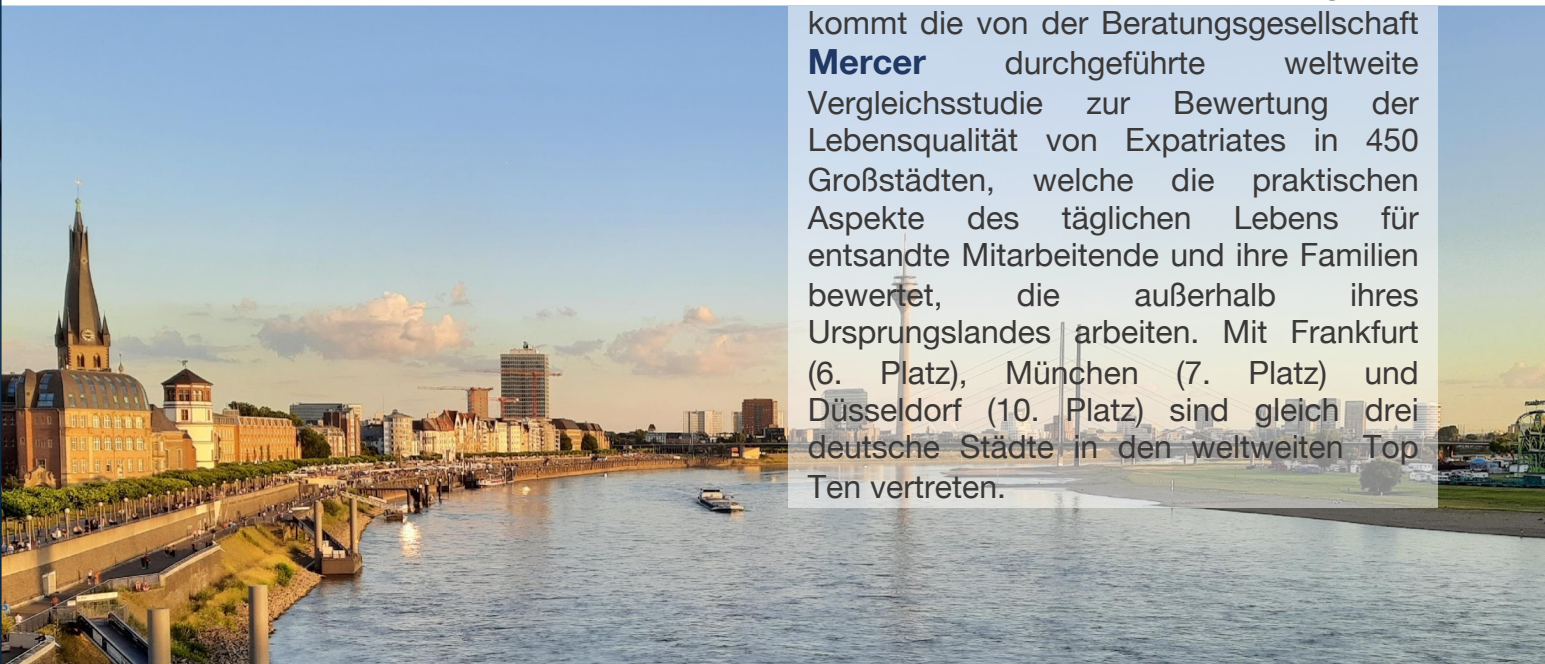 kommt die von der Beratungsgesellschaft
Mercer durchgeführte weltweite
Vergleichsstudie zur Bewertung der
Lebensqualität von Expatriates in 450
Großstädten, welche die praktischen
Aspekte des täglichen Lebens für
entsandte Mitarbeitende und ihre Familien
bewertet, die außerhalb ihres
Ursprungslandes arbeiten. Mit Frankfurt
(6. Platz), München (7. Platz) und
Düsseldorf (10. Platz) sind gleich drei
deutsche Städte in den weltweiten Top
Ten vertreten.